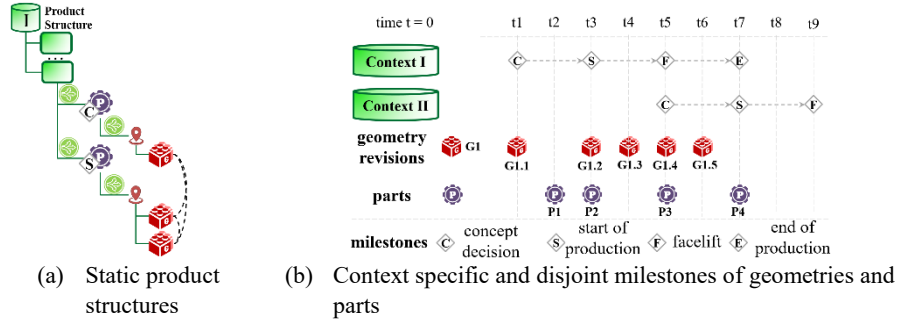 I
Product
Structure
...
P
C
G
P
S
G
G
time t = 0 t1 t2 t3 t4 t5 t6 t7 t8 t9
Context I C S F E
Context II C S F
geometry
revisions
G G1 G G G G G
G1.1 G1.2 G1.3 G1.4 G1.5
parts P P P P P
P1 P2 P3 P4
milestones C concept
decision S start of
production F facelift E end of
production
(a) Static product
structures
(b) Context specific and disjoint milestones of geometries and
parts